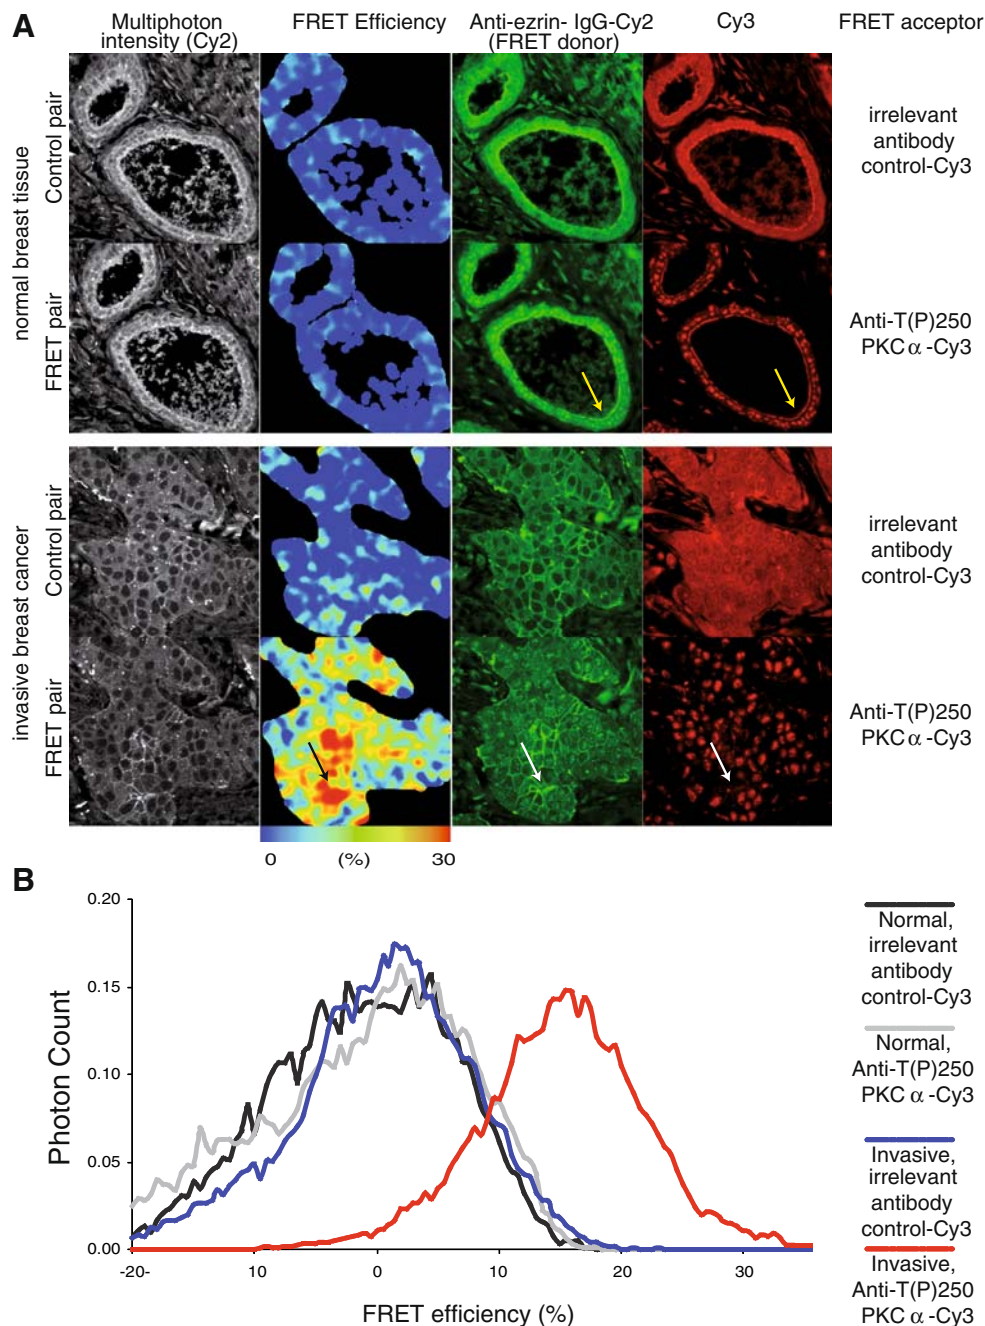 A
Multiphoton
intensity (Cy2)
FRET Efficiency
Anti-ezrin- IgG-Cy2
(FRET donor)
Cy3
FRET acceptor
normal breast tissue
Control pair
FRET pair
irrelevant
antibody
control-Cy3
Anti-T(P)250
PKC α -Cy3
invasive breast cancer
Control pair
FRET pair
irrelevant
antibody
control-Cy3
Anti-T(P)250
PKC α -Cy3
0 (%) 30
B
Photon Count
0.20
0.15
0.10
0.05
0.00
-20- 10 0 10 20 30
FRET efficiency (%)
Normal,
irrelevant
antibody
control-Cy3
Normal,
Anti-T(P)250
PKC α -Cy3
Invasive,
irrelevant
antibody
control-Cy3
Invasive,
Anti-T(P)250
PKC α -Cy3